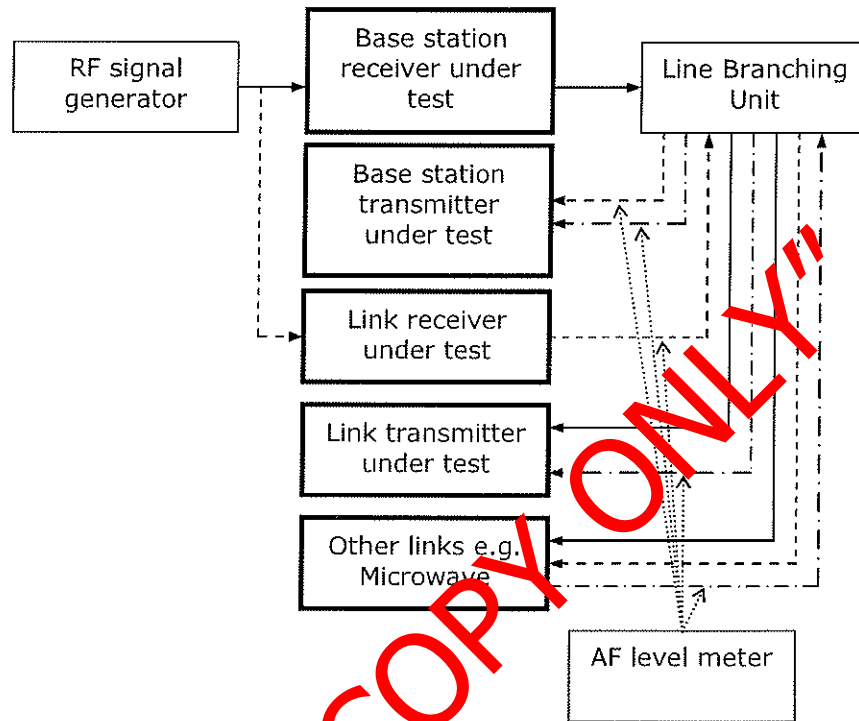 RF signal
generator
Base station
receiver under
test
Line Branching
Unit
Base station
transmitter
under test
Link receiver
under test
Link transmitter
under test
Other links e.g.
Microwave
AF level meter
COPY ONLY"